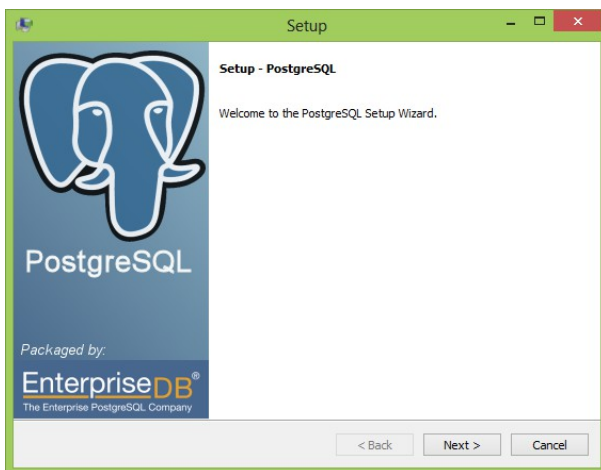 Setup
Setup - PostgreSQL
Welcome to the PostgreSQL Setup Wizard.
PostgreSQL
Packaged by:
EnterpriseDB®
The Enterprise PostgreSQL Company
< Back Next > Cancel